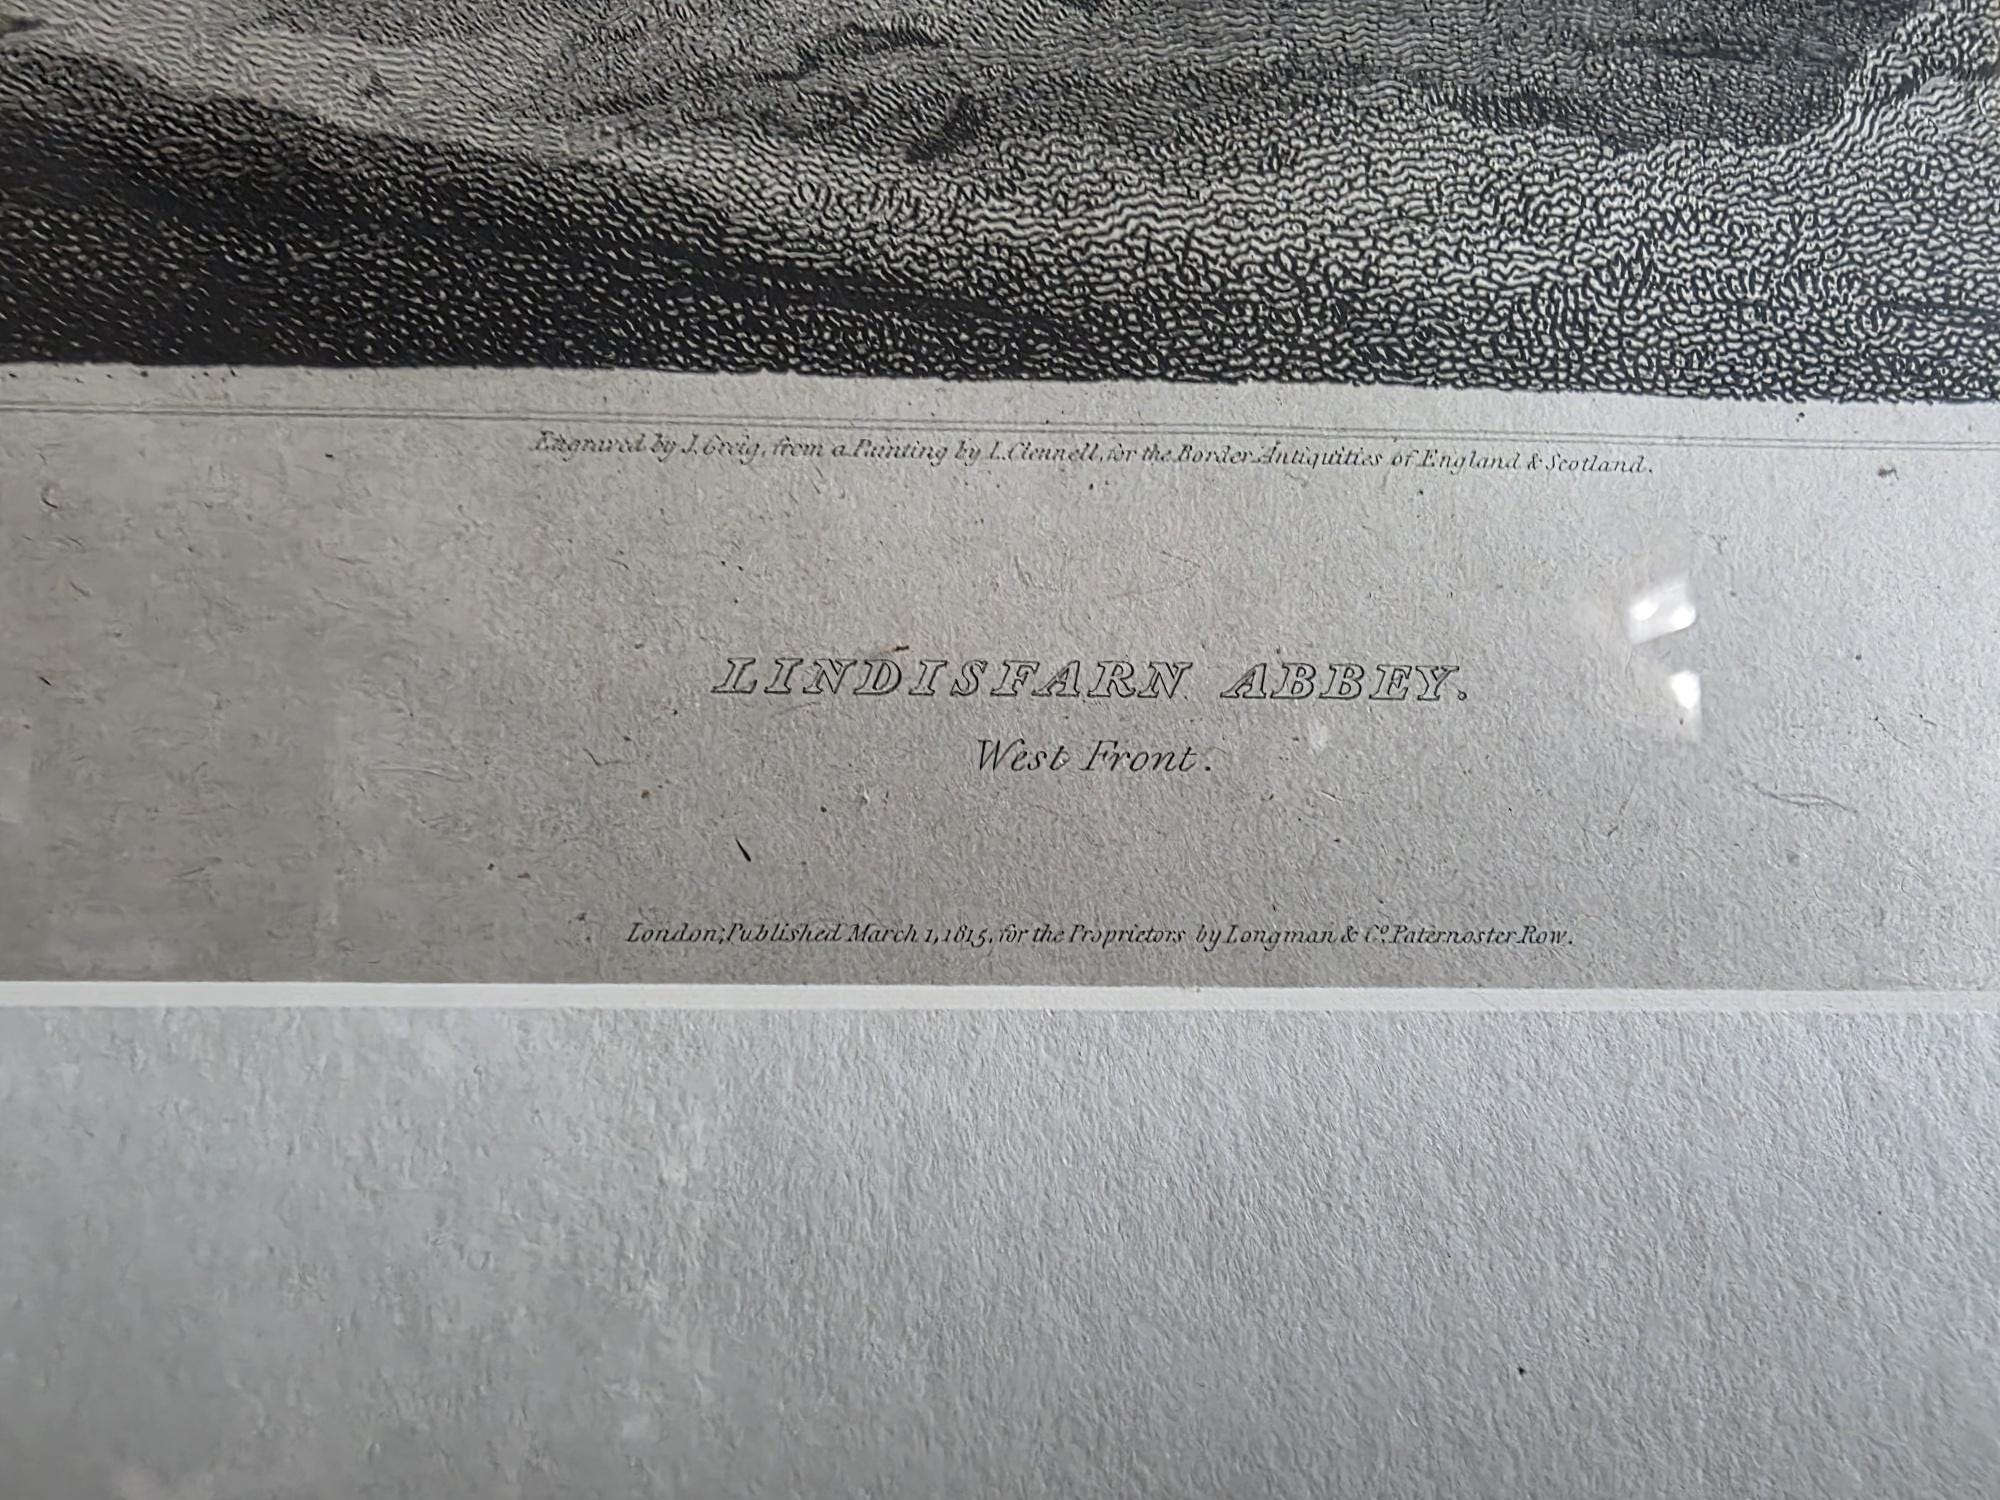 Engraved by J. Greig, from a Painting by L. Clennell, for the Border Antiquities of England & Scotland.
LINDISFARN ABBEY.
West Front.
London; Published March 1, 1815, for the Proprietors by Longman & Co. Paternoster Row.